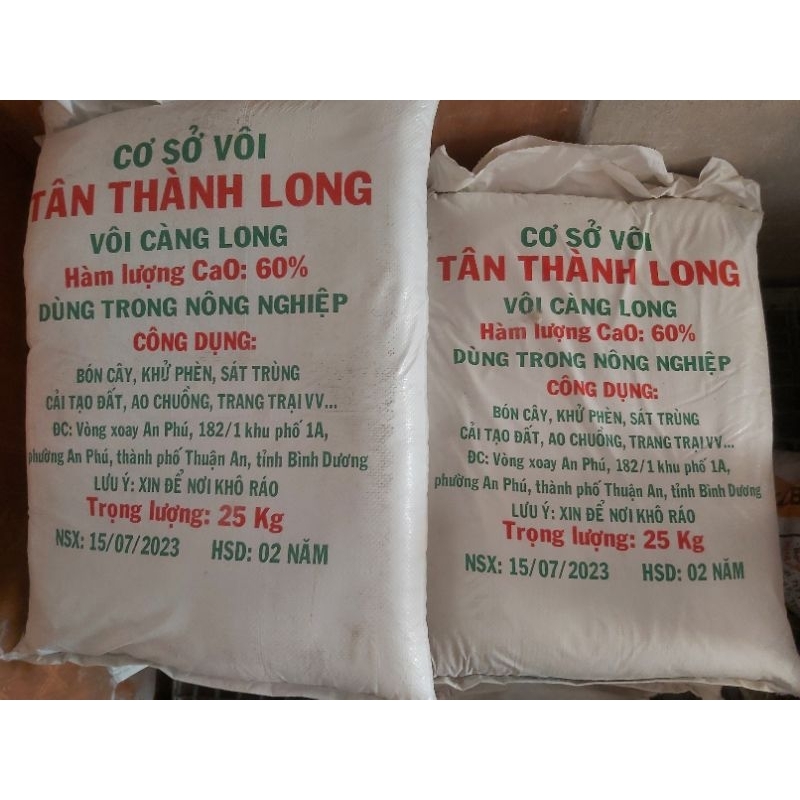 CƠ SỞ VÔI
TÂN THÀNH LONG
VÔI CÀNG LONG
Hàm lượng CaO: 60%
DÙNG TRONG NÔNG NGHIỆP
CÔNG DỤNG:
BÓN CÂY, KHỬ PHÈN, SÁT TRÙNG
CẢI TẠO ĐẤT, AO CHUỒNG, TRANG TRẠI VV...
ĐC: Vòng xoay An Phú, 182/1 khu phố 1A,
phường An Phú, thành phố Thuận An, tỉnh Bình Dương
LƯU Ý: XIN ĐỂ NƠI KHÔ RÁO
Trọng lượng: 25 Kg
NSX: 15/07/2023 HSD: 02 NĂM
CƠ SỞ VÔI
TÂN THÀNH LONG
VÔI CÀNG LONG
Hàm lượng CaO: 60%
DÙNG TRONG NÔNG NGHIỆP
CÔNG DỤNG:
BÓN CÂY, KHỬ PHÈN, SÁT TRÙNG
CẢI TẠO ĐẤT, AO CHUỒNG, TRANG TRẠI VV...
ĐC: Vòng xoay An Phú, 182/1 khu phố 1A,
phường An Phú, thành phố Thuận An, tỉnh Bình Dương
LƯU Ý: XIN ĐỂ NƠI KHÔ RÁO
Trọng lượng: 25 Kg
NSX: 15/07/2023 HSD: 02 NĂM